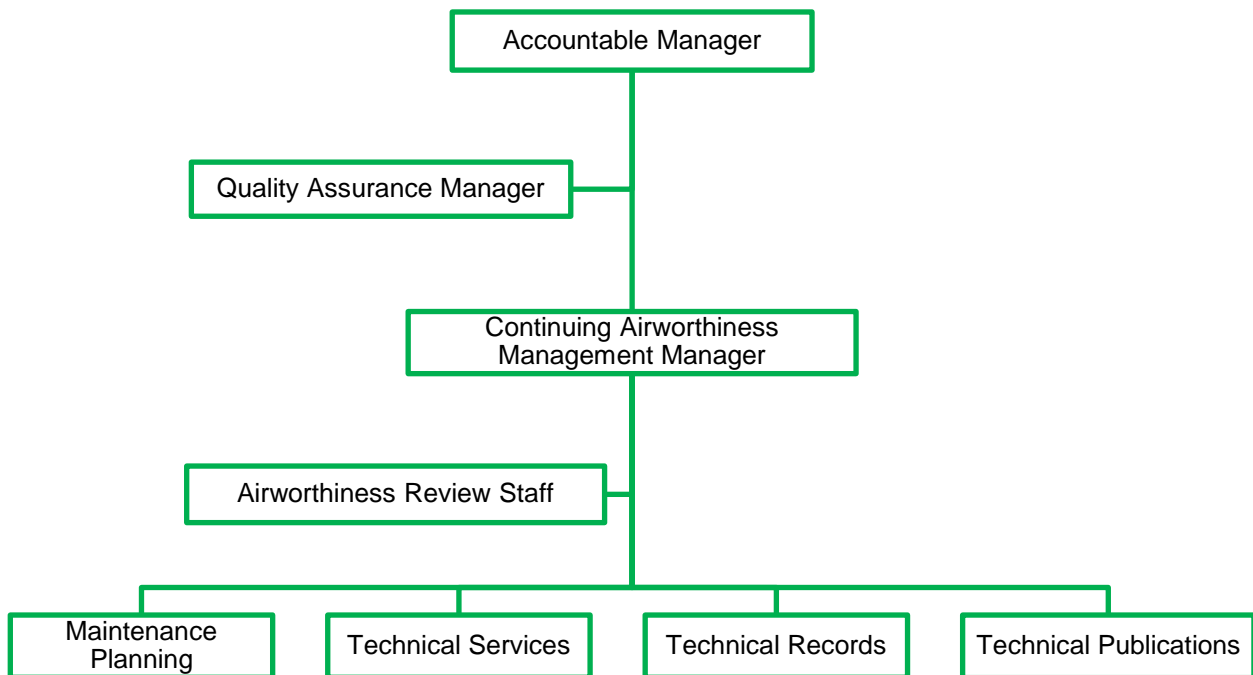 Accountable Manager
Quality Assurance Manager
Continuing Airworthiness
Management Manager
Airworthiness Review Staff
Maintenance
Planning
Technical Services
Technical Records
Technical Publications